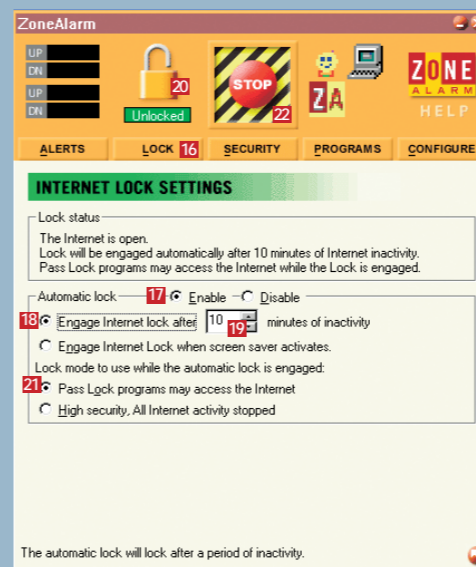 ZoneAlarm
UP
DN
UP
DN
20
Unlocked
STOP
22
ZA
ZONE
ALARM
HELP
ALERTS
LOCK 16
SECURITY
PROGRAMS
CONFIGURE
INTERNET LOCK SETTINGS
Lock status
The Internet is open.
Lock will be engaged automatically after 10 minutes of Internet inactivity.
Pass Lock programs may access the Internet while the Lock is engaged.
Automatic lock 17 Enable Disable
18 Engage Internet lock after 10 19 minutes of inactivity
Engage Internet Lock when screen saver activates.
Lock mode to use while the automatic lock is engaged:
21 Pass Lock programs may access the Internet
High security, All Internet activity stopped
The automatic lock will lock after a period of inactivity.